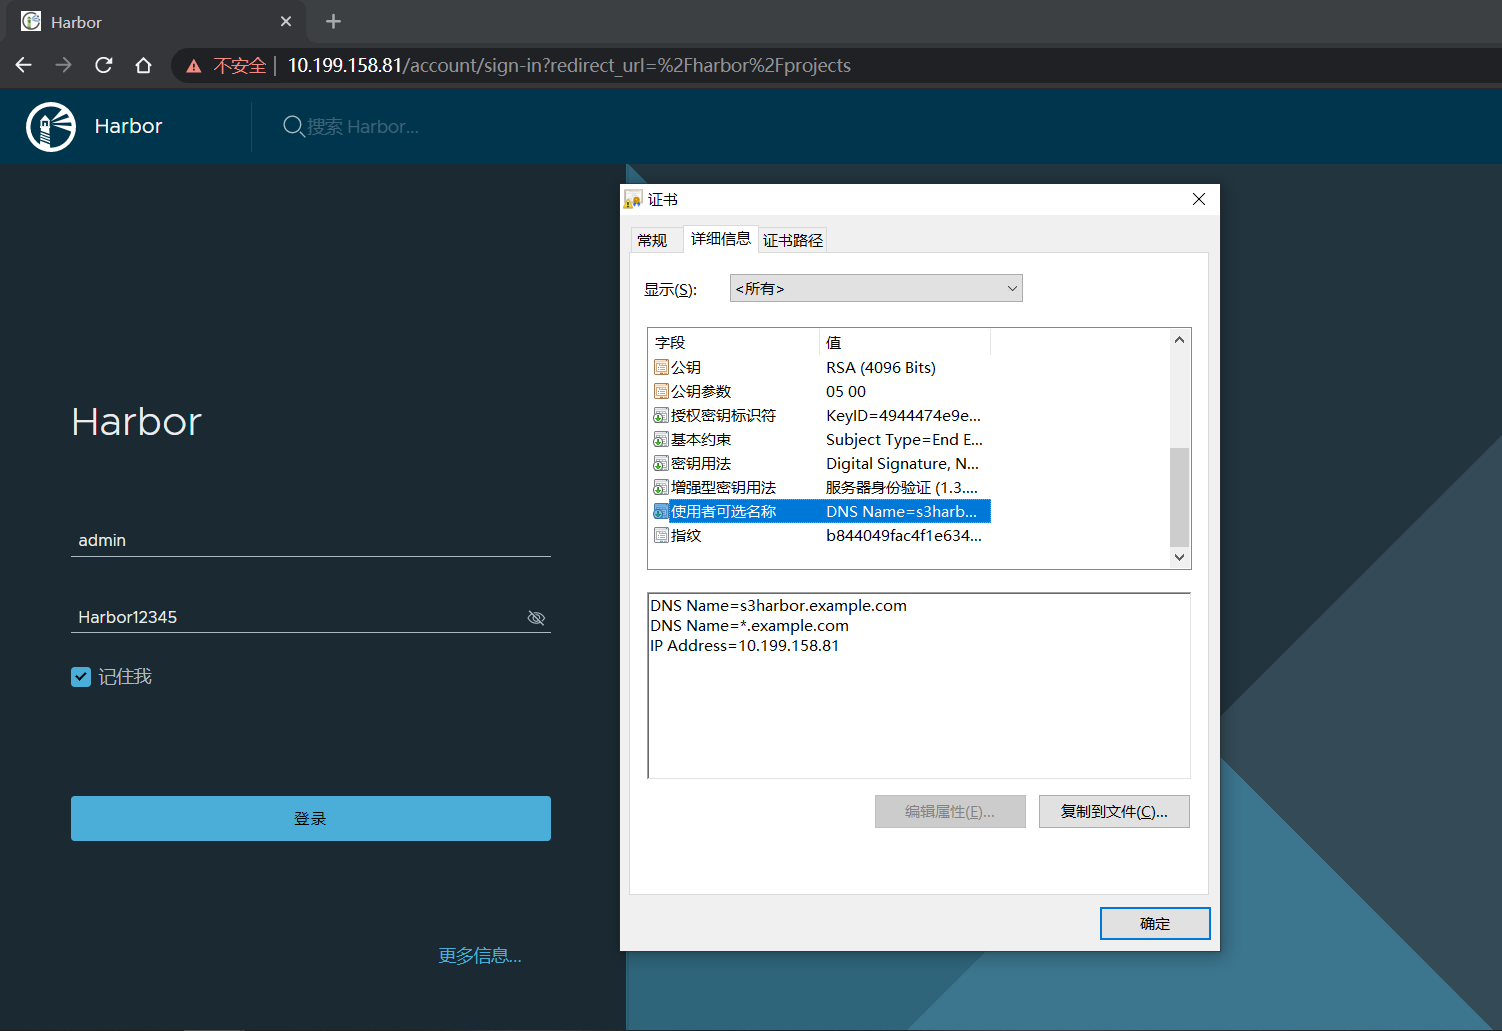 Harbor
不安全 10.199.158.81/account/sign-in?redirect_url=%2Fharbor%2Fprojects
Harbor
搜索 Harbor...
Harbor
admin
Harbor12345
记住我
登录
更多信息...
证书
常规 详细信息 证书路径
显示(S): <所有>
字段 值
公钥 RSA (4096 Bits)
公钥参数 05 00
授权密钥标识符 KeyID=4944474e9e...
基本约束 Subject Type=End E...
密钥用法 Digital Signature, N...
增强型密钥用法 服务器身份验证 (1.3....
使用者可选名称 DNS Name=s3harb...
指纹 b844049fac4f1e634...
DNS Name=s3harbor.example.com
DNS Name=*.example.com
IP Address=10.199.158.81
编辑属性(E)... 复制到文件(C)...
确定